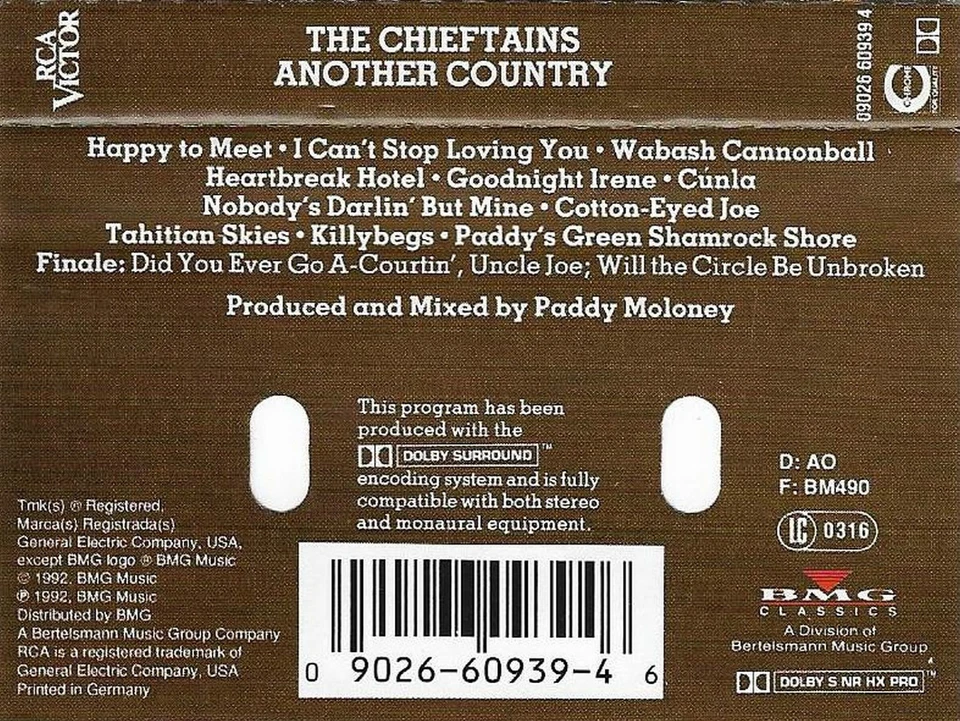 RCA
VICTOR
THE CHIEFTAINS
ANOTHER COUNTRY
09026 60939 4
CHROME
FOR QUALITY
Happy to Meet • I Can't Stop Loving You • Wabash Cannonball
Heartbreak Hotel • Goodnight Irene • Cúnla
Nobody's Darlin' But Mine • Cotton-Eyed Joe
Tahitian Skies • Killybegs • Paddy's Green Shamrock Shore
Finale: Did You Ever Go A-Courtin', Uncle Joe; Will the Circle Be Unbroken
Produced and Mixed by Paddy Moloney
This program has been
produced with the
DOLBY SURROUND™
encoding system and is fully
compatible with both stereo
and monaural equipment.
D: AO
F: BM490
LC 0316
BMG
CLASSICS
A Division of
Bertelsmann Music Group
DOLBY S NR HX PRO™
Tmk(s) ® Registered,
Marca(s) Registrada(s)
General Electric Company, USA,
except BMG logo ® BMG Music
© 1992, BMG Music
℗ 1992, BMG Music
Distributed by BMG
A Bertelsmann Music Group Company
RCA is a registered trademark of
General Electric Company, USA
Printed in Germany
0 9026-60939-4 6